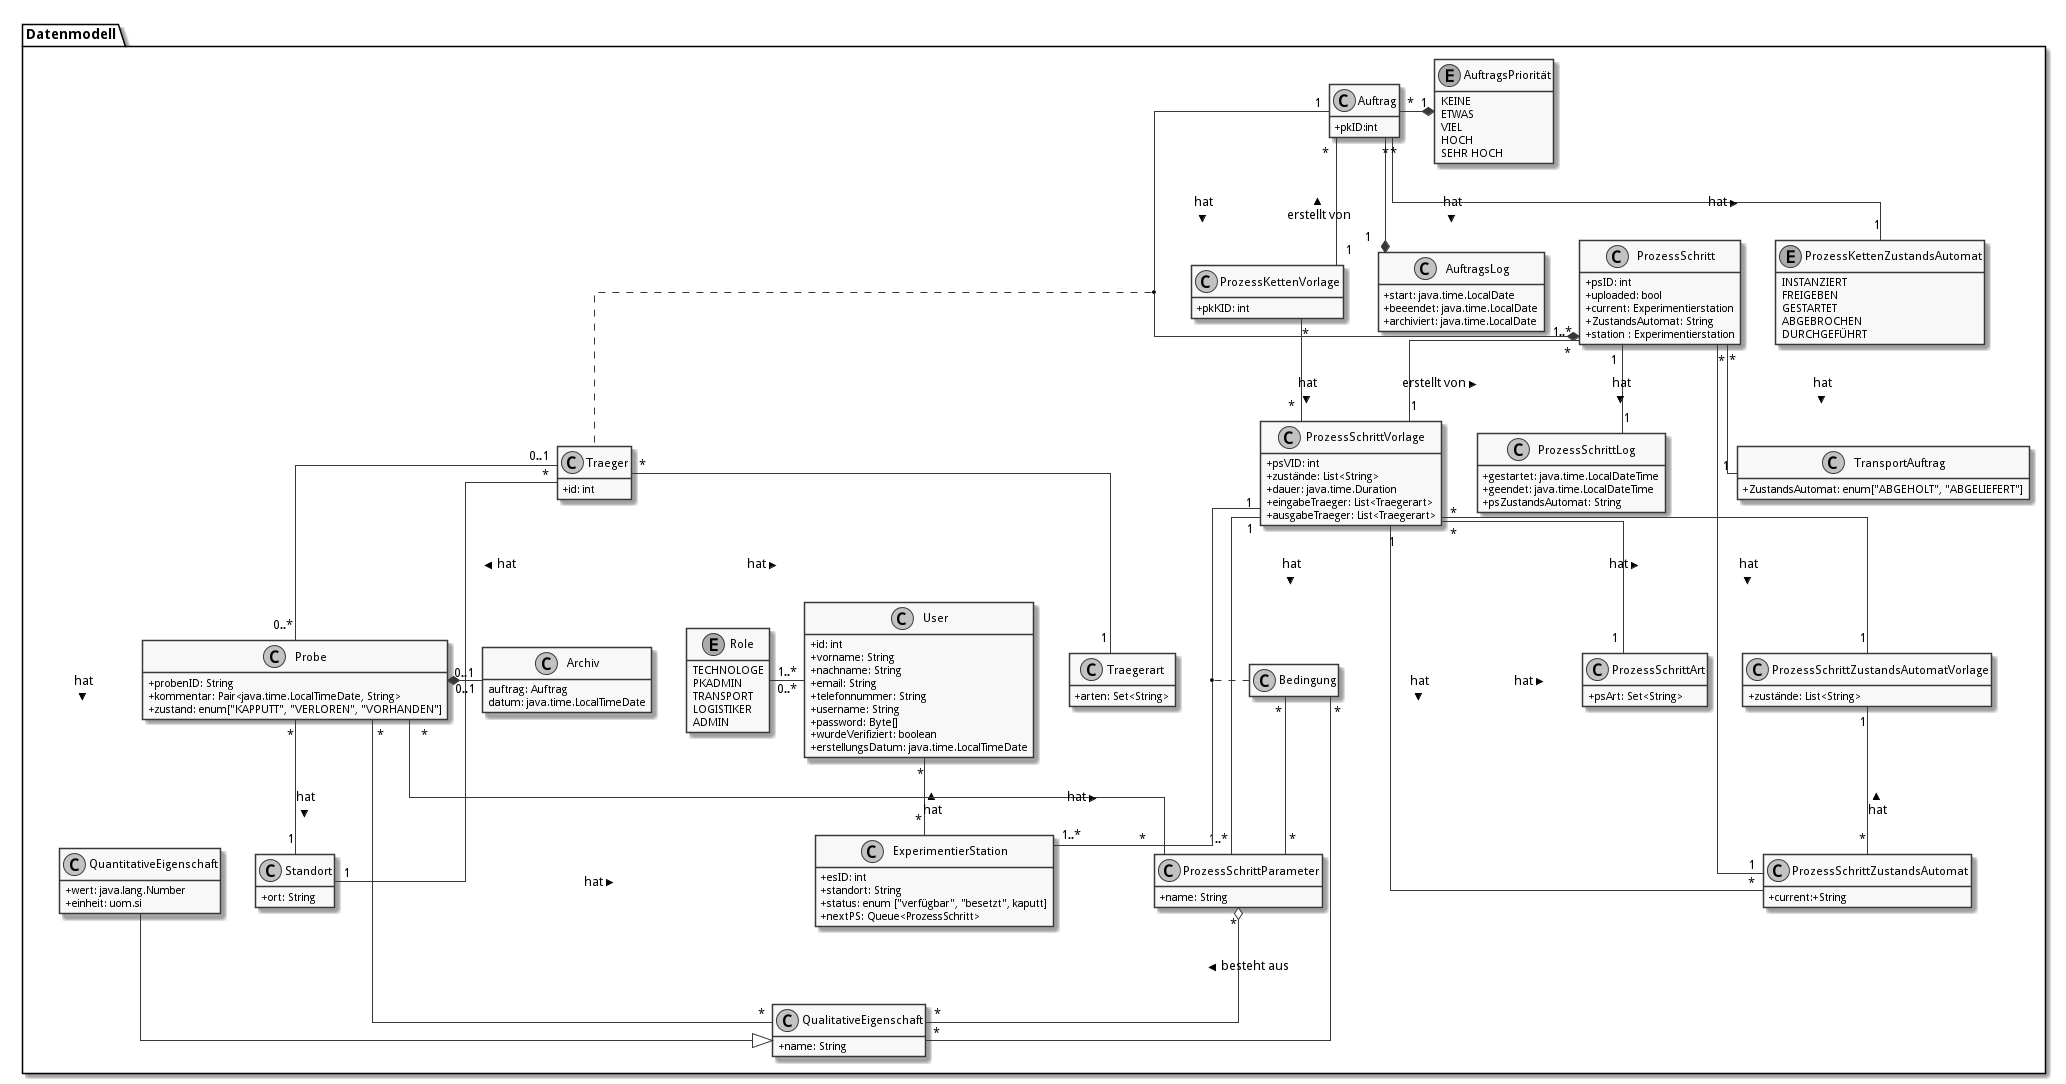 Datenmodell
AuftragsPriorität
KEINE
ETWAS
VIEL
HOCH
SEHR HOCH
Auftrag
+pkID:int
1
* 1
*
**
hat
erstellt von
hat
hat
1
1
1
ProzessKettenVorlage
+pkKID: int
AuftragsLog
+start: java.time.LocalDate
+beeendet: java.time.LocalDate
+archiviert: java.time.LocalDate
ProzessSchritt
+psID: int
+uploaded: bool
+current: Experimentierstation
+ZustandsAutomat: String
+station : Experimentierstation
ProzessKettenZustandsAutomat
INSTANZIERT
FREIGEBEN
GESTARTET
ABGEBROCHEN
DURCHGEFÜHRT
*
1..*
*
1
* *
hat
erstellt von
hat
hat
*
1
1
1
Traeger
+id: int
0..1
*
*
ProzessSchrittVorlage
+psVID: int
+zustände: List<String>
+dauer: java.time.Duration
+eingabeTraeger: List<Traegerart>
+ausgabeTraeger: List<Traegerart>
ProzessSchrittLog
+gestartet: java.time.LocalDateTime
+geendet: java.time.LocalDateTime
+psZustandsAutomat: String
TransportAuftrag
+ZustandsAutomat: enum["ABGEHOLT", "ABGELIEFERT"]
1
1
1
*
*
hat
hat
hat
hat
hat
0..*
1
1
1
Probe
+probenID: String
+kommentar: Pair<java.time.LocalTimeDate, String>
+zustand: enum["KAPPUTT", "VERLOREN", "VORHANDEN"]
0..1
0..1
Archiv
auftrag: Auftrag
datum: java.time.LocalTimeDate
Role
TECHNOLOGE
PKADMIN
TRANSPORT
LOGISTIKER
ADMIN
1..*
0..*
User
+id: int
+vorname: String
+nachname: String
+email: String
+telefonnummer: String
+username: String
+password: Byte[]
+wurdeVerifiziert: boolean
+erstellungsDatum: java.time.LocalTimeDate
Traegerart
+arten: Set<String>
Bedingung
ProzessSchrittArt
+psArt: Set<String>
ProzessSchrittZustandsAutomatVorlage
+zustände: List<String>
hat
hat
hat
*
*
*
*
*
*
1
hat
hat
hat
hat
1
*
1..*
*
1..*
*
*
QuantitativeEigenschaft
+wert: java.lang.Number
+einheit: uom.si
Standort
+ort: String
1
hat
ExperimentierStation
+esID: int
+standort: String
+status: enum ["verfügbar", "besetzt", kaputt]
+nextPS: Queue<ProzessSchritt>
ProzessSchrittParameter
+name: String
1
*
ProzessSchrittZustandsAutomat
+current:+String
*
besteht aus
*
*
*
QualitativeEigenschaft
+name: String